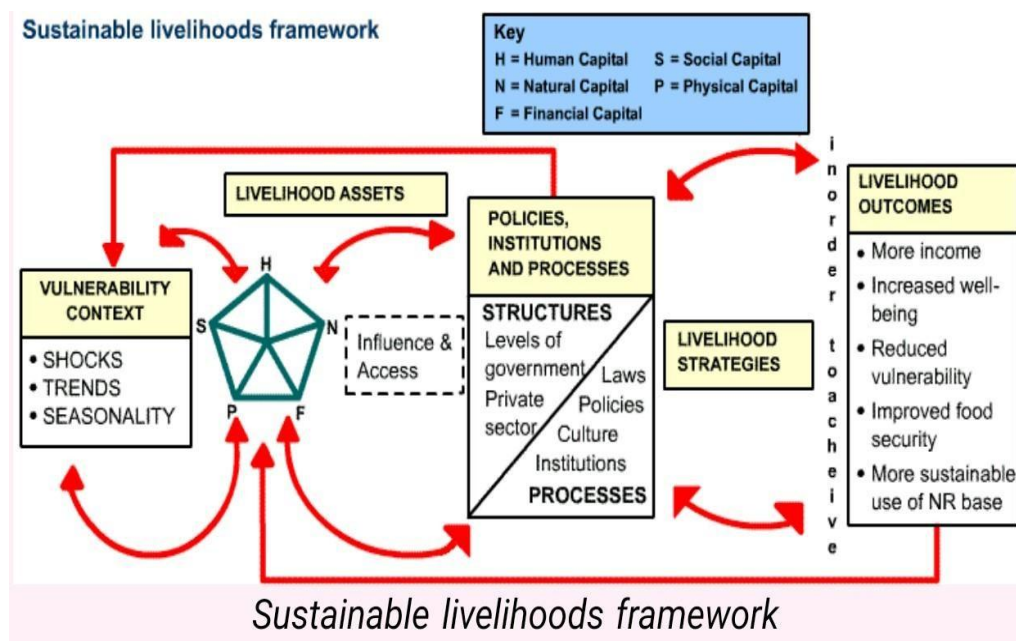 Sustainable livelihoods framework
Key
H = Human Capital S = Social Capital
N = Natural Capital P = Physical Capital
F = Financial Capital
LIVELIHOOD ASSETS
VULNERABILITY
CONTEXT
• SHOCKS
• TRENDS
• SEASONALITY
H
S
N
P
F
Influence &
Access
POLICIES,
INSTITUTIONS
AND PROCESSES
STRUCTURES
Levels of
government
Private
sector
Laws
Policies
Culture
Institutions
PROCESSES
LIVELIHOOD
STRATEGIES
inorder toacheive
LIVELIHOOD
OUTCOMES
• More income
• Increased well-
being
• Reduced
vulnerability
• Improved food
security
• More sustainable
use of NR base
Sustainable livelihoods framework